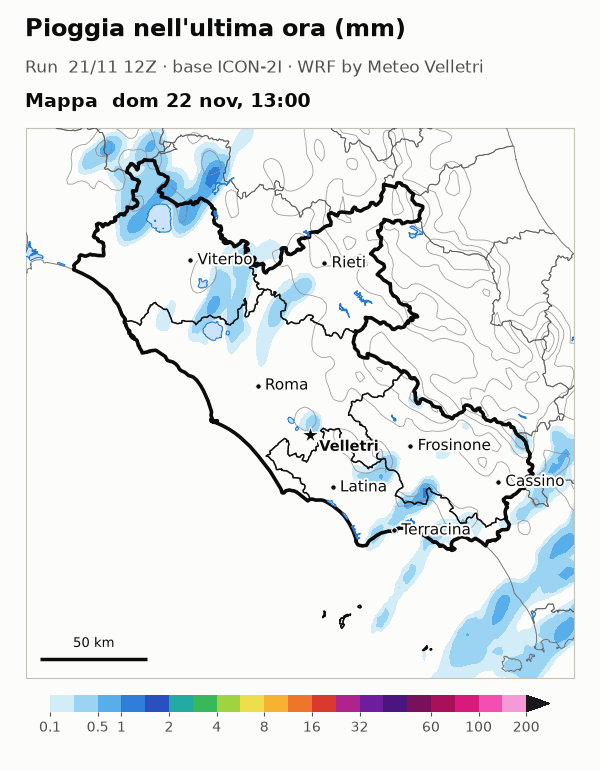 Pioggia nell'ultima ora (mm)
Run  21/11 12Z · base ICON-2I · WRF by Meteo Velletri
Mappa  dom 22 nov, 13:00
Viterbo
Rieti
Roma
Velletri
Frosinone
Latina
Cassino
Terracina
50 km
0.1 0.5 1 2 4 8 16 32 60 100 200